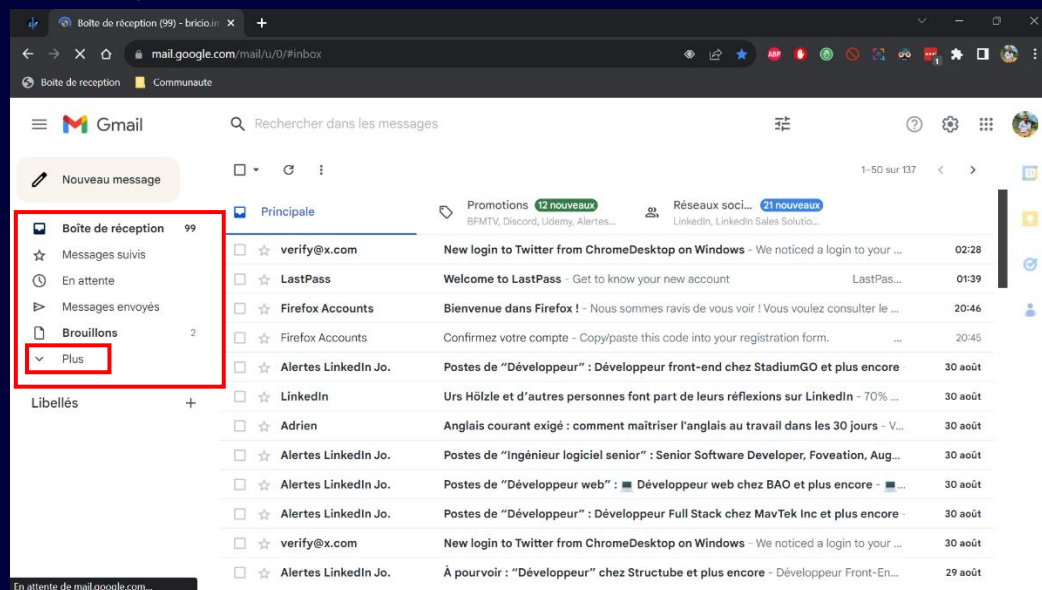 Boîte de réception (99) - bricio.in
mail.google.com/mail/u/0/#inbox
ABP
1
Boite de reception Communaute
Gmail
Rechercher dans les messages
Nouveau message
1–50 sur 137
Principale
Promotions 12 nouveaux
BFMTV, Discord, Udemy, Alertes...
Réseaux soci... 21 nouveaux
LinkedIn, LinkedIn Sales Solutio...
31
Boîte de réception 99
Messages suivis
En attente
Messages envoyés
Brouillons 2
Plus
Libellés +
verify@x.com New login to Twitter from ChromeDesktop on Windows - We noticed a login to your ... 02:28
LastPass Welcome to LastPass - Get to know your new account LastPas... 01:39
Firefox Accounts Bienvenue dans Firefox ! - Nous sommes ravis de vous voir ! Vous voulez consulter le ... 20:46
Firefox Accounts Confirmez votre compte - Copy/paste this code into your registration form. ... 20:45
Alertes LinkedIn Jo. Postes de “Développeur” : Développeur front-end chez StadiumGO et plus encore - 30 août
LinkedIn Urs Hölzle et d’autres personnes font part de leurs réflexions sur LinkedIn - 70% ... 30 août
Adrien Anglais courant exigé : comment maîtriser l'anglais au travail dans les 30 jours - V... 30 août
Alertes LinkedIn Jo. Postes de “Ingénieur logiciel senior” : Senior Software Developer, Foveation, Aug... 30 août
Alertes LinkedIn Jo. Postes de “Développeur web” : 💻 Développeur web chez BAO et plus encore - 💻... 30 août
Alertes LinkedIn Jo. Postes de “Développeur” : Développeur Full Stack chez MavTek Inc et plus encore - 30 août
verify@x.com New login to Twitter from ChromeDesktop on Windows - We noticed a login to your ... 30 août
Alertes LinkedIn Jo. À pourvoir : “Développeur” chez Structube et plus encore - Développeur Front-En... 29 août
En attente de mail.google.com...